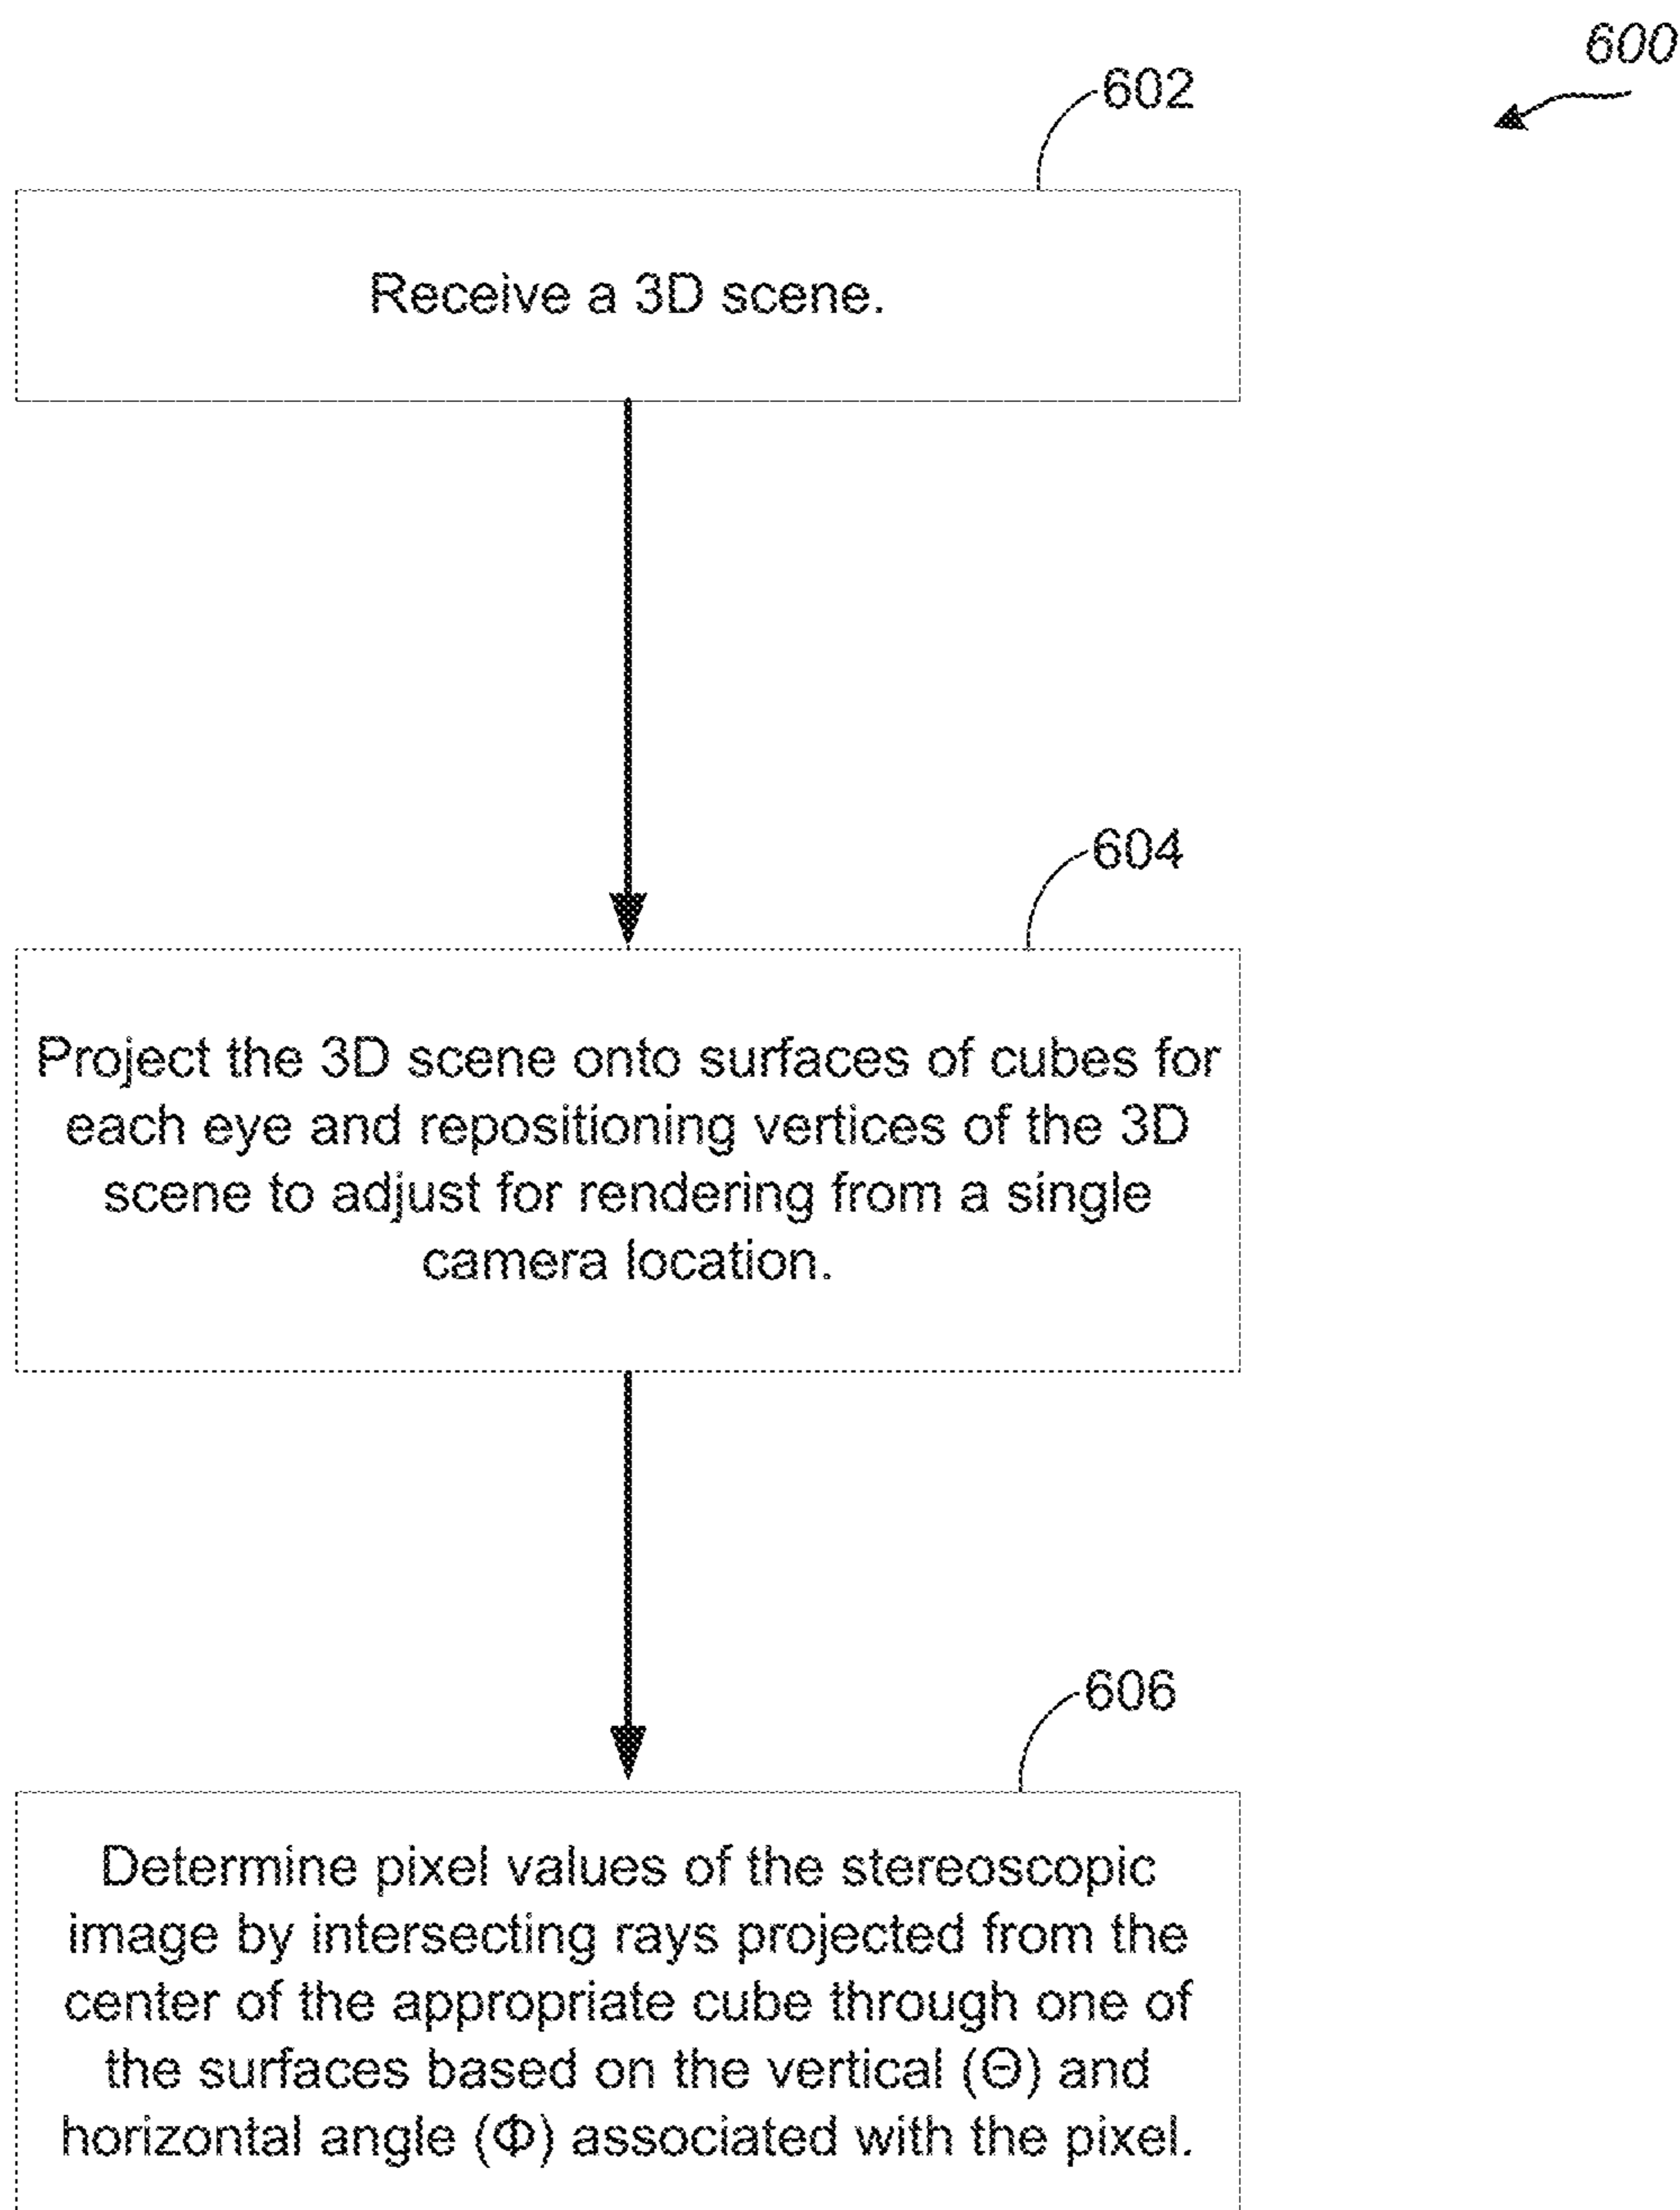 600
602
Receive a 3D scene.
604
Project the 3D scene onto surfaces of cubes for
each eye and repositioning vertices of the 3D
scene to adjust for rendering from a single
camera location.
606
Determine pixel values of the stereoscopic
image by intersecting rays projected from the
center of the appropriate cube through one of
the surfaces based on the vertical (Θ) and
horizontal angle (Φ) associated with the pixel.